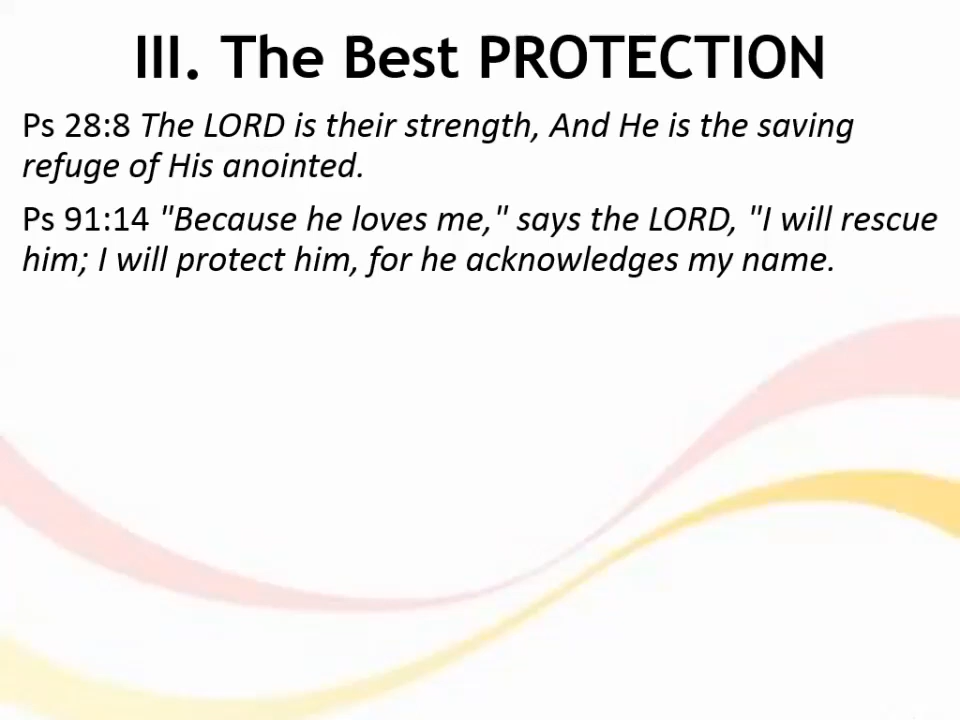 III. The Best PROTECTION
Ps 28:8 The LORD is their strength, And He is the saving
refuge of His anointed.
Ps 91:14 "Because he loves me," says the LORD, "I will rescue
him; I will protect him, for he acknowledges my name.